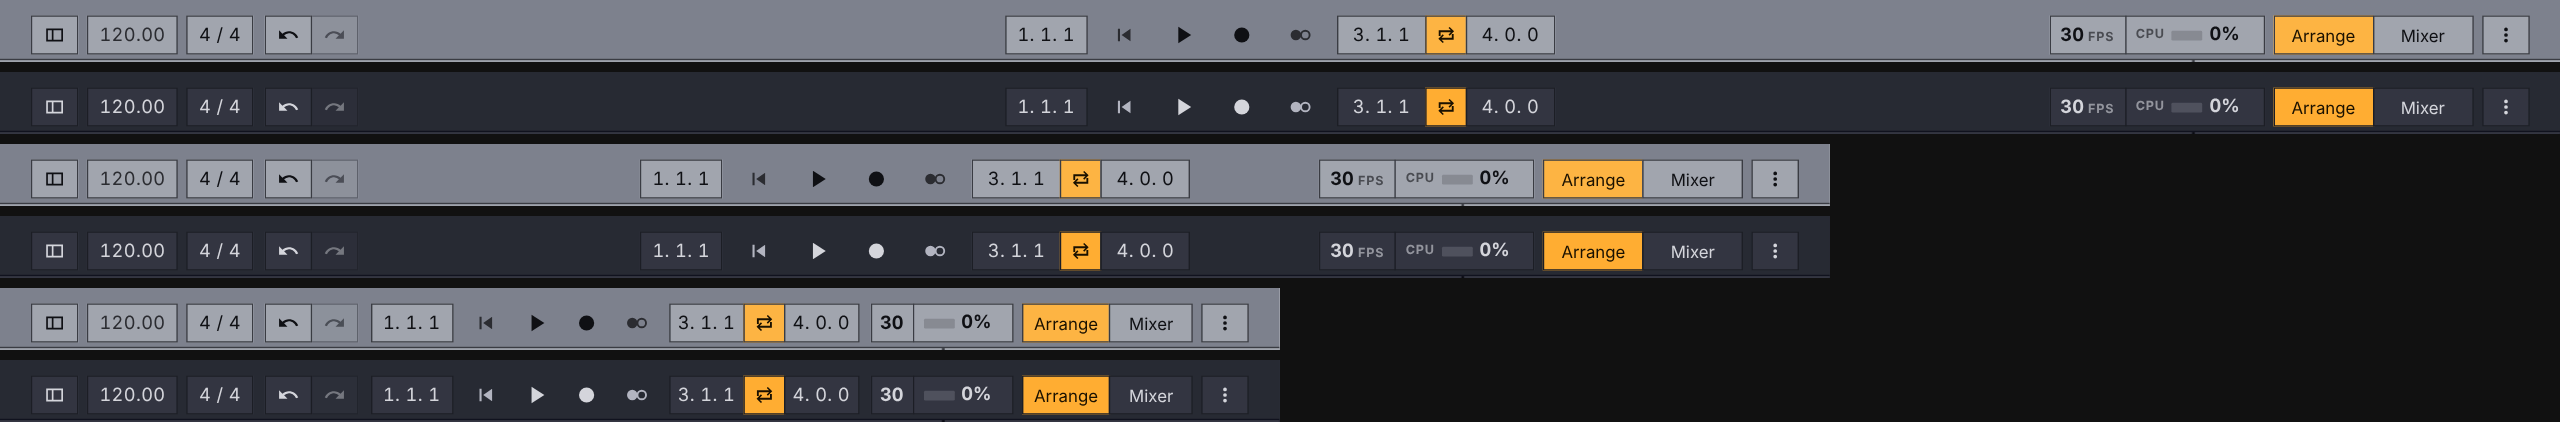 120.00 4 / 4 1. 1. 1 3. 1. 1 4. 0. 0 30 FPS CPU 0% Arrange Mixer
120.00 4 / 4 1. 1. 1 3. 1. 1 4. 0. 0 30 FPS CPU 0% Arrange Mixer
120.00 4 / 4 1. 1. 1 3. 1. 1 4. 0. 0 30 FPS CPU 0% Arrange Mixer
120.00 4 / 4 1. 1. 1 3. 1. 1 4. 0. 0 30 FPS CPU 0% Arrange Mixer
120.00 4 / 4 1. 1. 1 3. 1. 1 4. 0. 0 30 0% Arrange Mixer
120.00 4 / 4 1. 1. 1 3. 1. 1 4. 0. 0 30 0% Arrange Mixer